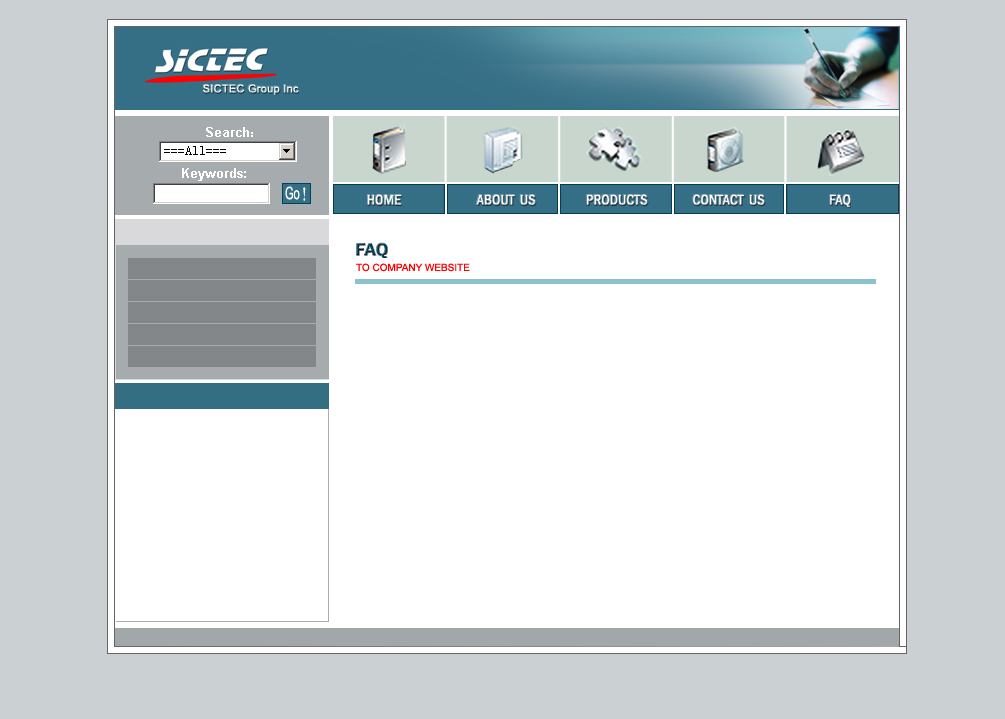 SICTEC
SICTEC Group Inc
Search:
===All===
Keywords:
Go !
HOME
ABOUT US
PRODUCTS
CONTACT US
FAQ
FAQ
TO COMPANY WEBSITE